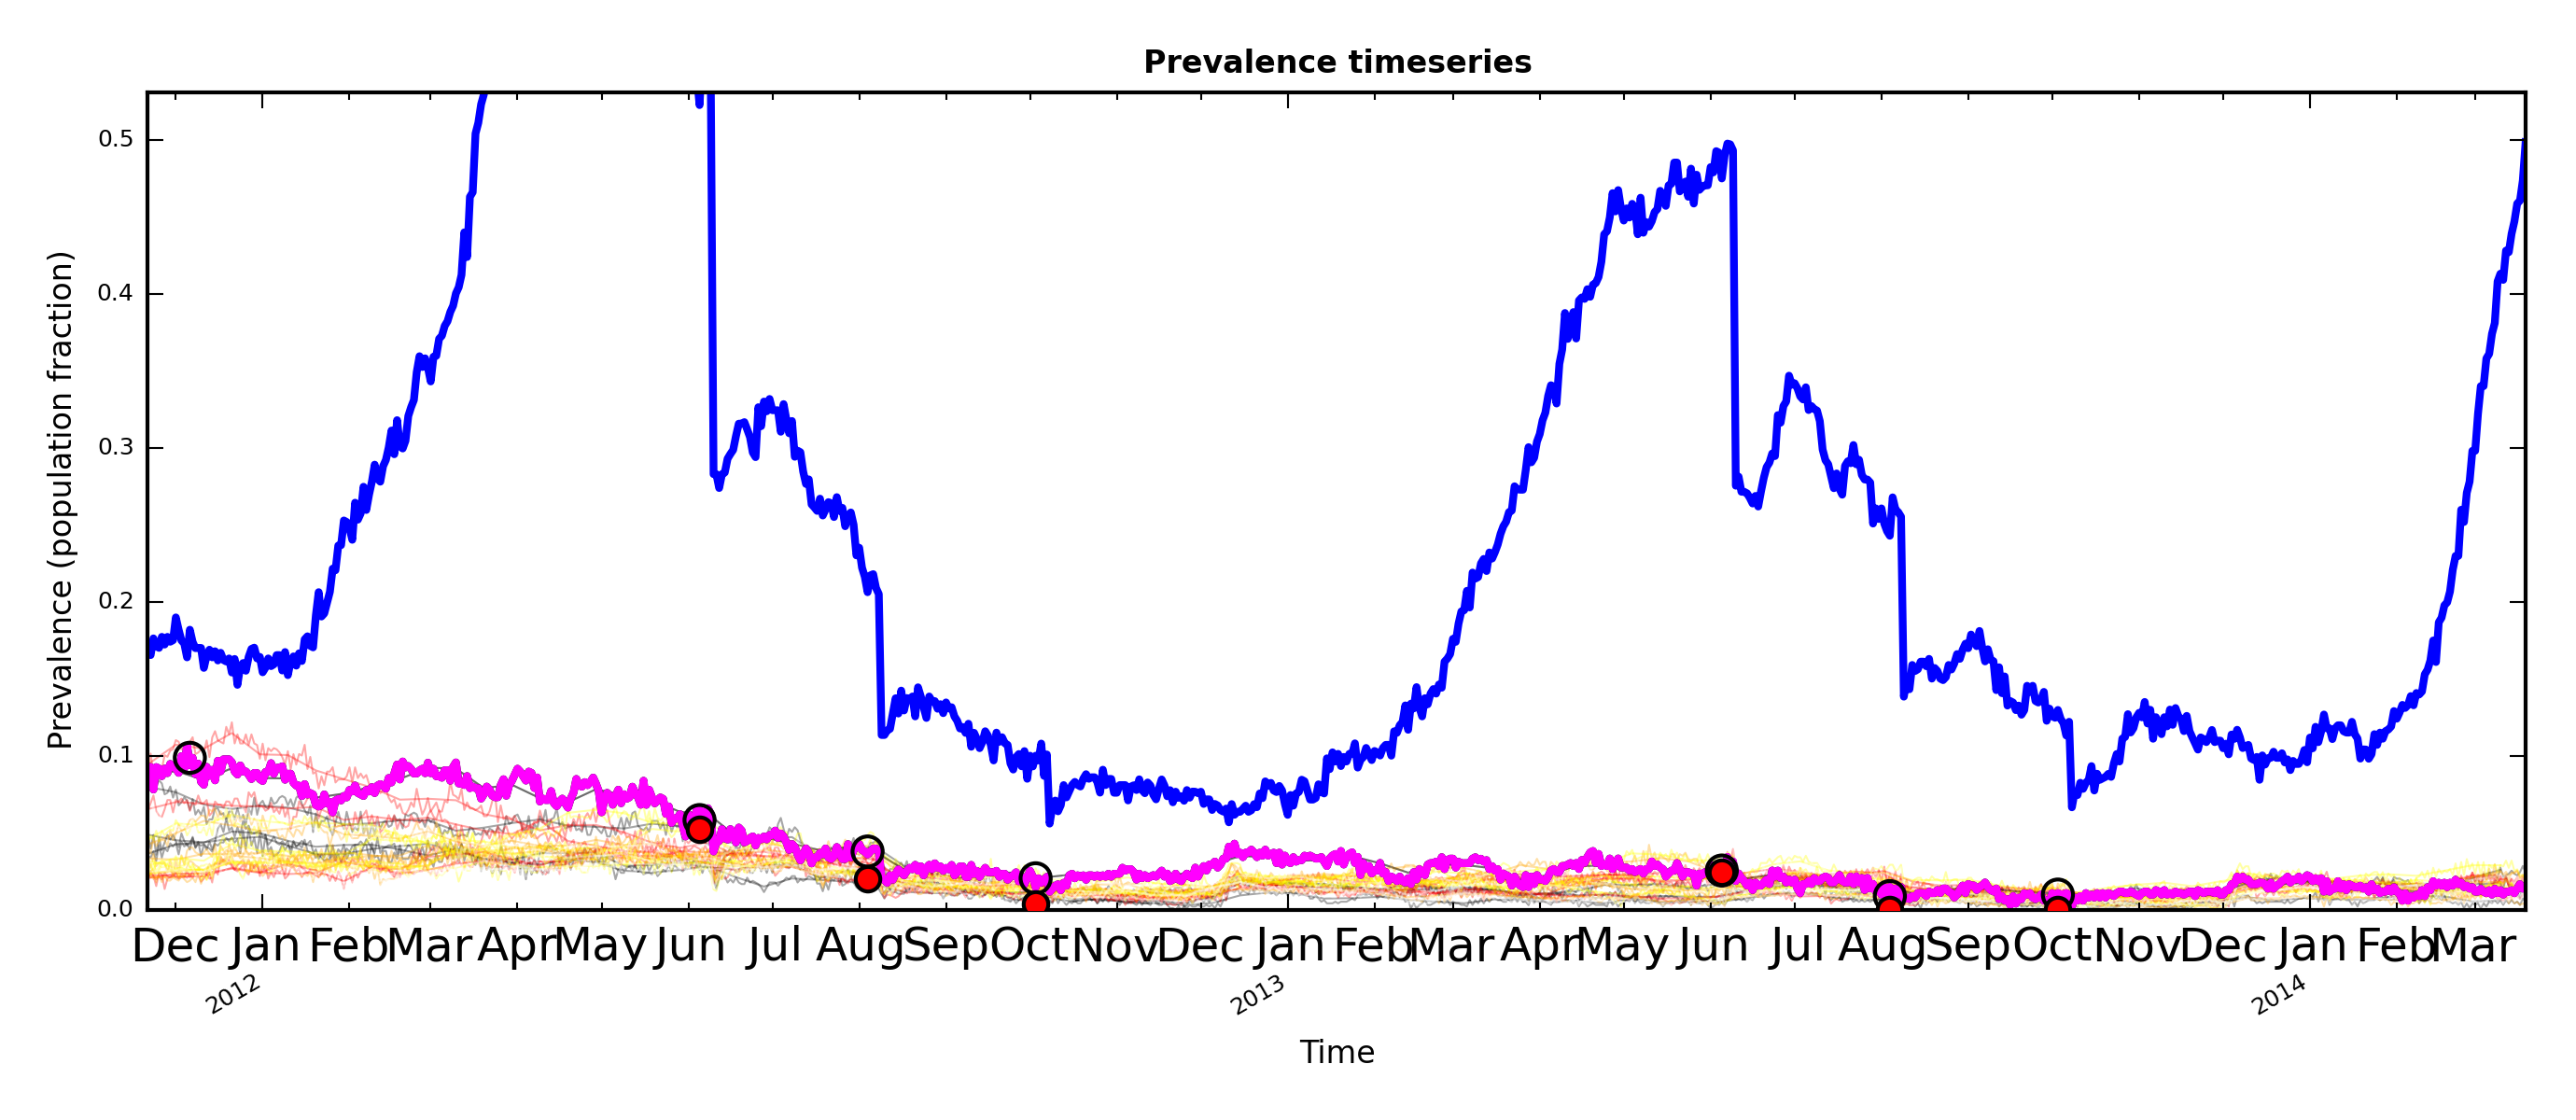 Prevalence timeseries
Prevalence (population fraction)
0.5
0.4
0.3
0.2
0.1
0.0
Dec Jan Feb Mar Apr May Jun Jul Aug Sep Oct Nov Dec Jan Feb Mar Apr May Jun Jul Aug Sep Oct Nov Dec Jan Feb Mar
2012 2013 2014
Time